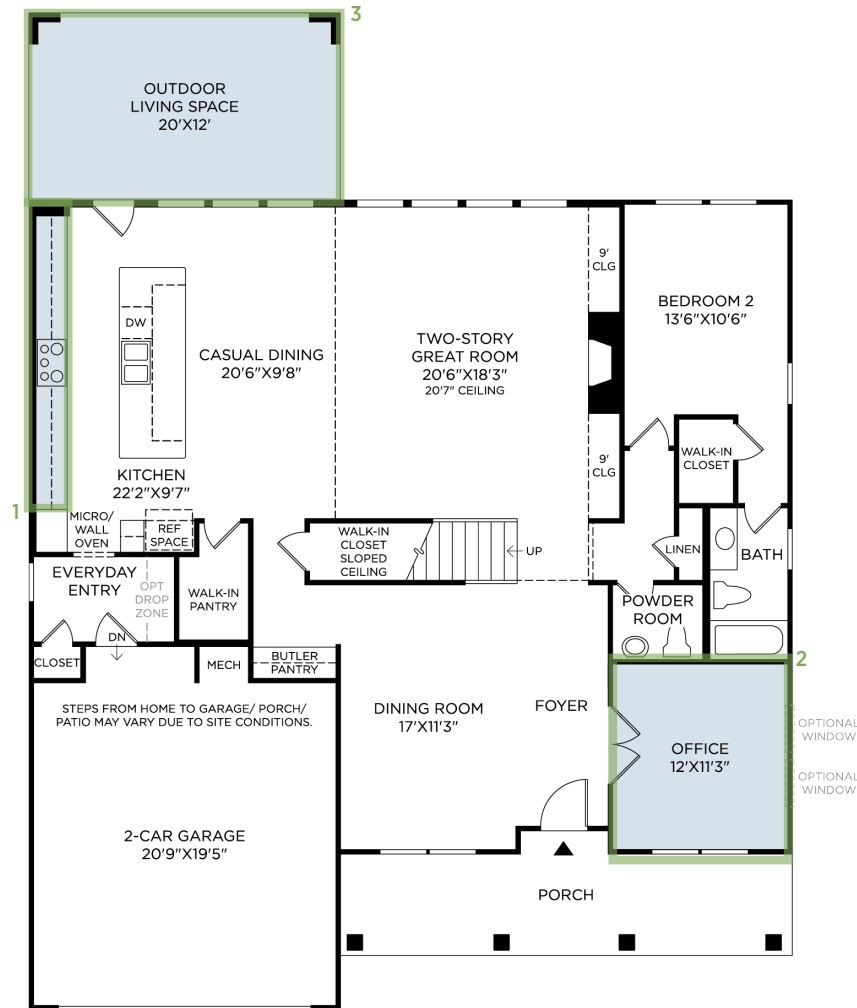 3
OUTDOOR
LIVING SPACE
20'X12'
9'
CLG
BEDROOM 2
13'6"X10'6"
DW
CASUAL DINING
20'6"X9'8"
TWO-STORY
GREAT ROOM
20'6"X18'3"
20'7" CEILING
KITCHEN
22'2"X9'7"
9'
CLG
WALK-IN
CLOSET
1
MICRO/
WALL
OVEN
REF
SPACE
WALK-IN
CLOSET
SLOPED
CEILING
UP
LINEN
BATH
EVERYDAY
ENTRY
OPT
DROP
ZONE
WALK-IN
PANTRY
POWDER
ROOM
DN
CLOSET
MECH
BUTLER
PANTRY
2
STEPS FROM HOME TO GARAGE/ PORCH/
PATIO MAY VARY DUE TO SITE CONDITIONS.
DINING ROOM
17'X11'3"
FOYER
OFFICE
12'X11'3"
OPTIONAL
WINDOW
OPTIONAL
WINDOW
2-CAR GARAGE
20'9"X19'5"
PORCH